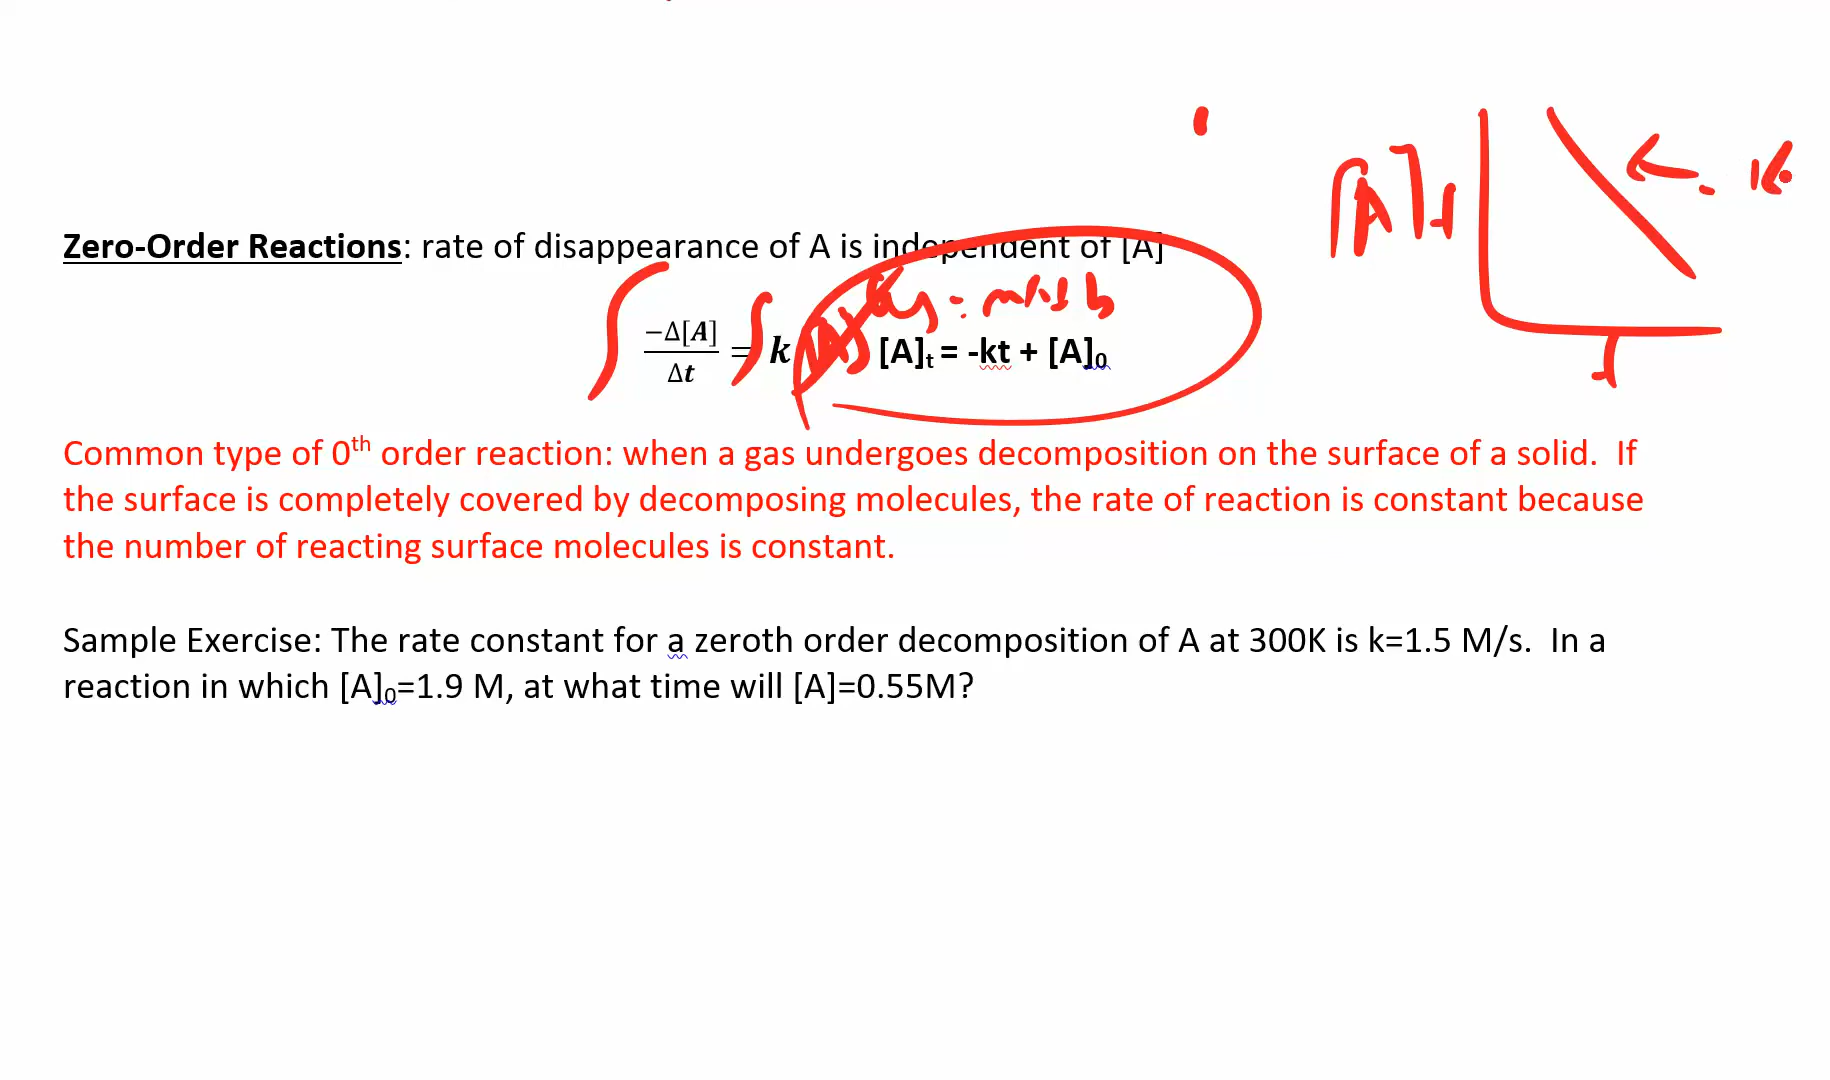 [A]t
- k
t
Zero-Order Reactions: rate of disappearance of A is independent of [A]
y = mx + b
−Δ[A]/Δt = k [A]t = -kt + [A]0
Common type of 0th order reaction: when a gas undergoes decomposition on the surface of a solid. If
the surface is completely covered by decomposing molecules, the rate of reaction is constant because
the number of reacting surface molecules is constant.
Sample Exercise: The rate constant for a zeroth order decomposition of A at 300K is k=1.5 M/s. In a
reaction in which [A]0=1.9 M, at what time will [A]=0.55M?